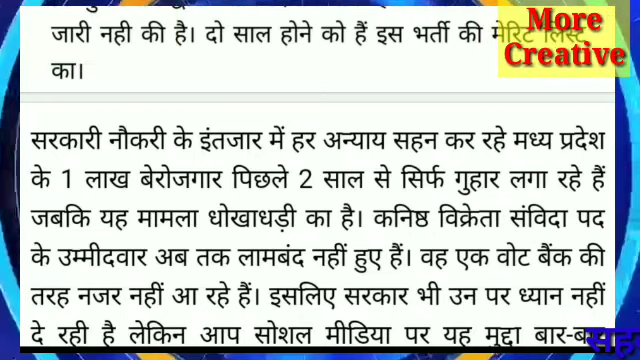 जारी नही की है। दो साल होने को हैं इस भर्ती की मेरिट लिस्ट
का।
More
Creative
सरकारी नौकरी के इंतजार में हर अन्याय सहन कर रहे मध्य प्रदेश
के 1 लाख बेरोजगार पिछले 2 साल से सिर्फ गुहार लगा रहे हैं
जबकि यह मामला धोखाधड़ी का है। कनिष्ठ विक्रेता संविदा पद
के उम्मीदवार अब तक लामबंद नहीं हुए हैं। वह एक वोट बैंक की
तरह नजर नहीं आ रहे हैं। इसलिए सरकार भी उन पर ध्यान नहीं
दे रही है लेकिन आप सोशल मीडिया पर यह मुद्दा बार-बार
सह